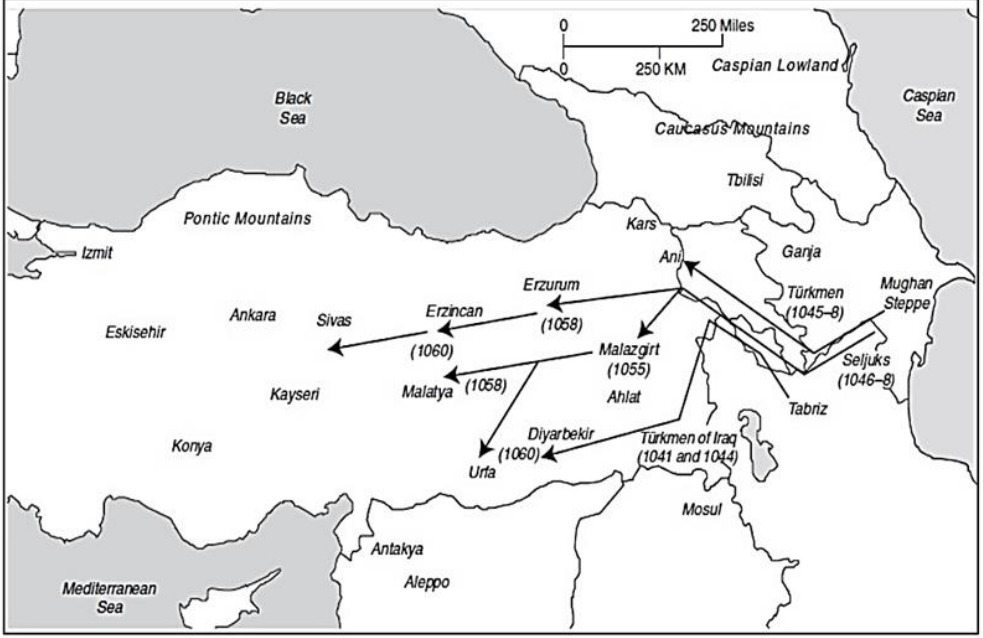 0
250 Miles
0
250 KM
Caspian Lowland
Black
Sea
Caspian
Sea
Caucasus Mountains
Tbilisi
Pontic Mountains
Kars
Izmit
Ani
Ganja
Erzurum
Türkmen
(1045–8)
Mughan
Steppe
Eskisehir
Ankara
Sivas
Erzincan
(1058)
(1060)
Malazgirt
(1055)
Seljuks
(1046–8)
Kayseri
Malatya
(1058)
Ahlat
Tabriz
Konya
Diyarbekir
(1060)
Türkmen of Iraq
(1041 and 1044)
Urfa
Mosul
Antakya
Aleppo
Mediterranean
Sea